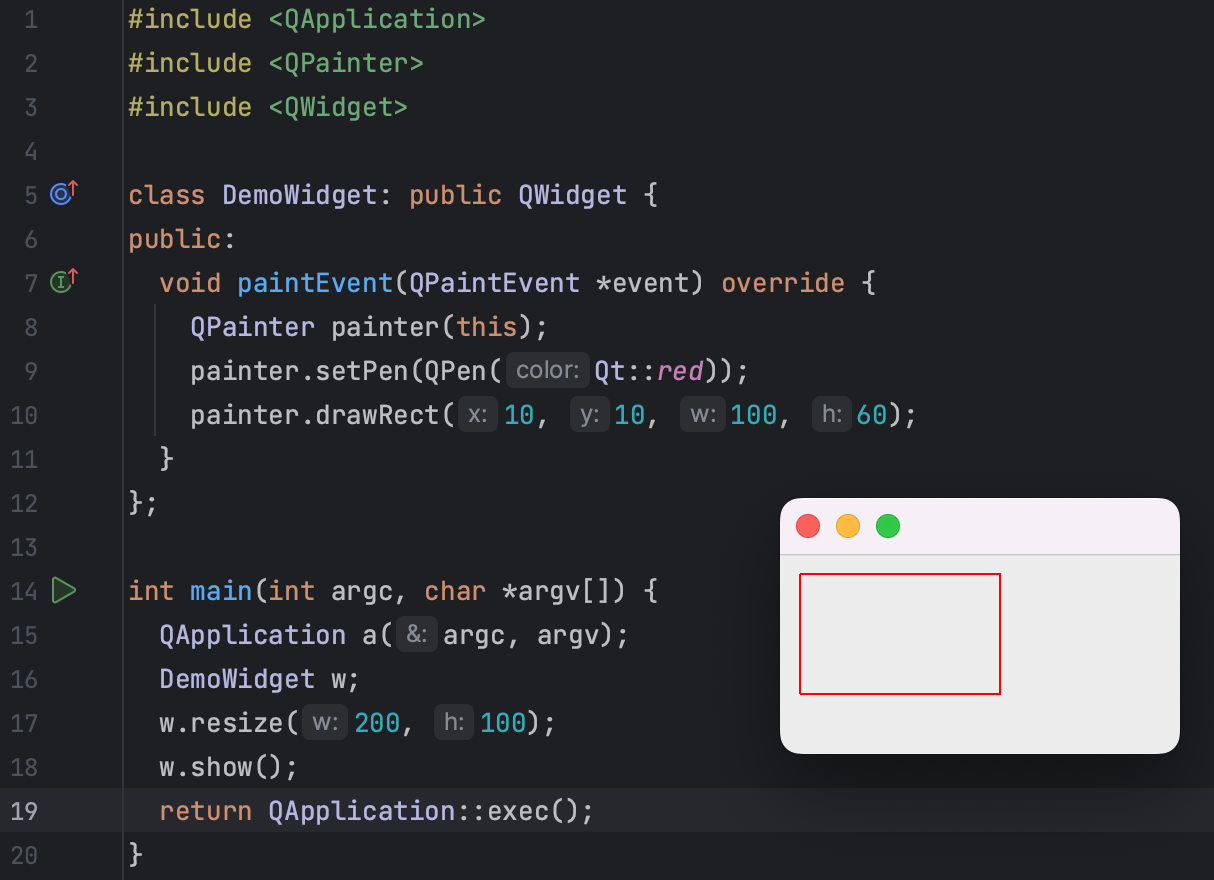 1 #include <QApplication>
2 #include <QPainter>
3 #include <QWidget>
4
5 class DemoWidget: public QWidget {
6 public:
7   void paintEvent(QPaintEvent *event) override {
8     QPainter painter(this);
9     painter.setPen(QPen(color: Qt::red));
10     painter.drawRect(x: 10, y: 10, w: 100, h: 60);
11   }
12 };
13
14 int main(int argc, char *argv[]) {
15   QApplication a(&: argc, argv);
16   DemoWidget w;
17   w.resize(w: 200, h: 100);
18   w.show();
19   return QApplication::exec();
20 }